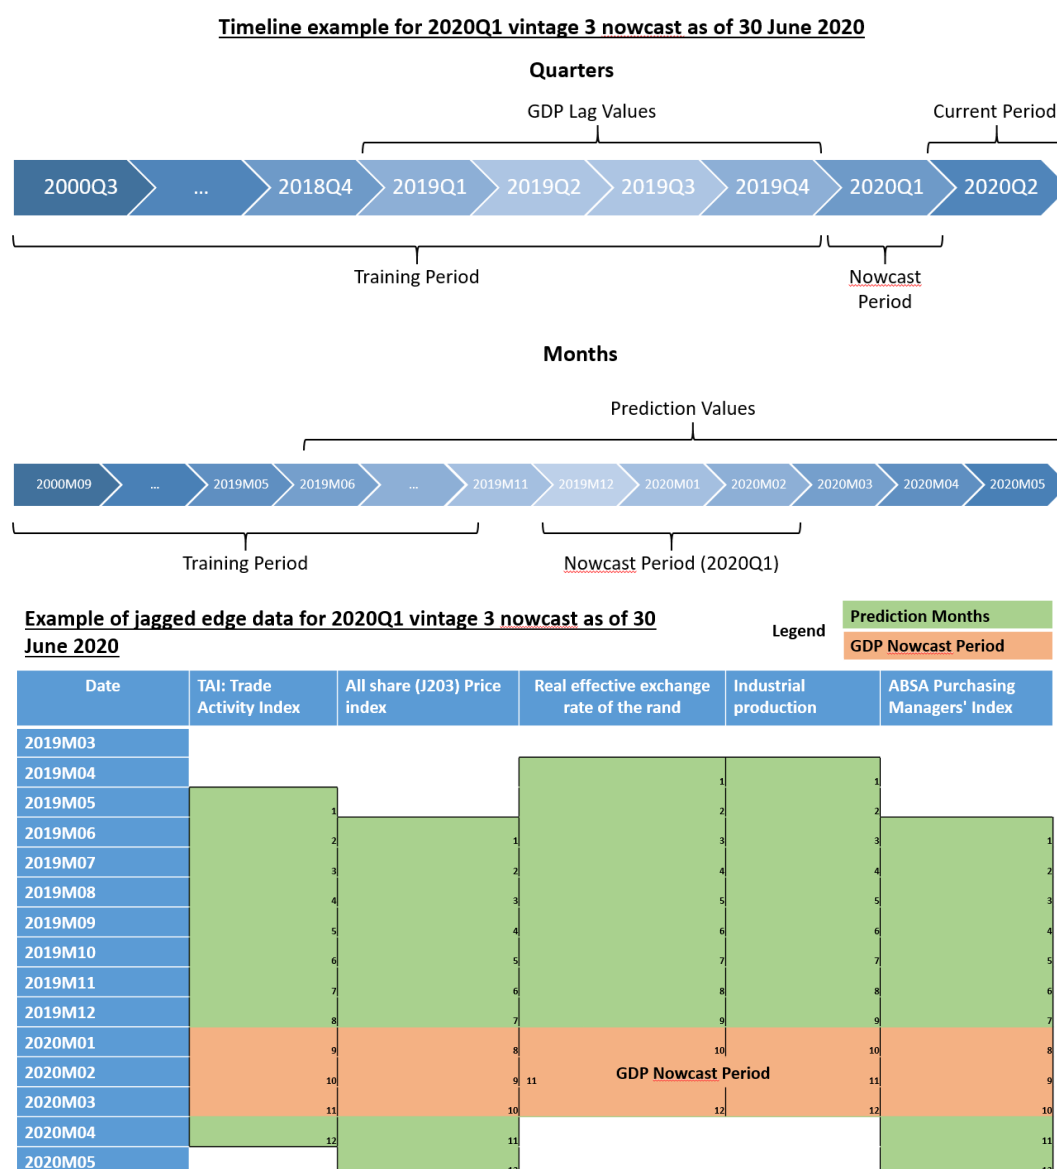 Timeline example for 2020Q1 vintage 3 nowcast as of 30 June 2020
Quarters
GDP Lag Values
Current Period
2000Q3 ... 2018Q4 2019Q1 2019Q2 2019Q3 2019Q4 2020Q1 2020Q2
Training Period
Nowcast
Period
Months
Prediction Values
2000M09 ... 2019M05 2019M06 ... 2019M11 2019M12 2020M01 2020M02 2020M03 2020M04 2020M05
Training Period
Nowcast Period (2020Q1)
Example of jagged edge data for 2020Q1 vintage 3 nowcast as of 30
June 2020
Legend
Prediction Months
GDP Nowcast Period
Date
TAI: Trade
Activity Index
All share (J203) Price
index
Real effective exchange
rate of the rand
Industrial
production
ABSA Purchasing
Managers' Index
2019M03
2019M04 1 1
2019M05 1 2 2
2019M06 2 1 3 3 1
2019M07 3 2 4 4 2
2019M08 4 3 5 5 3
2019M09 5 4 6 6 4
2019M10 6 5 7 7 5
2019M11 7 6 8 8 6
2019M12 8 7 9 9 7
2020M01 9 8 10 10 8
2020M02 10 9 11 GDP Nowcast Period 11 9
2020M03 11 10 12 12 10
2020M04 12 11 11
2020M05